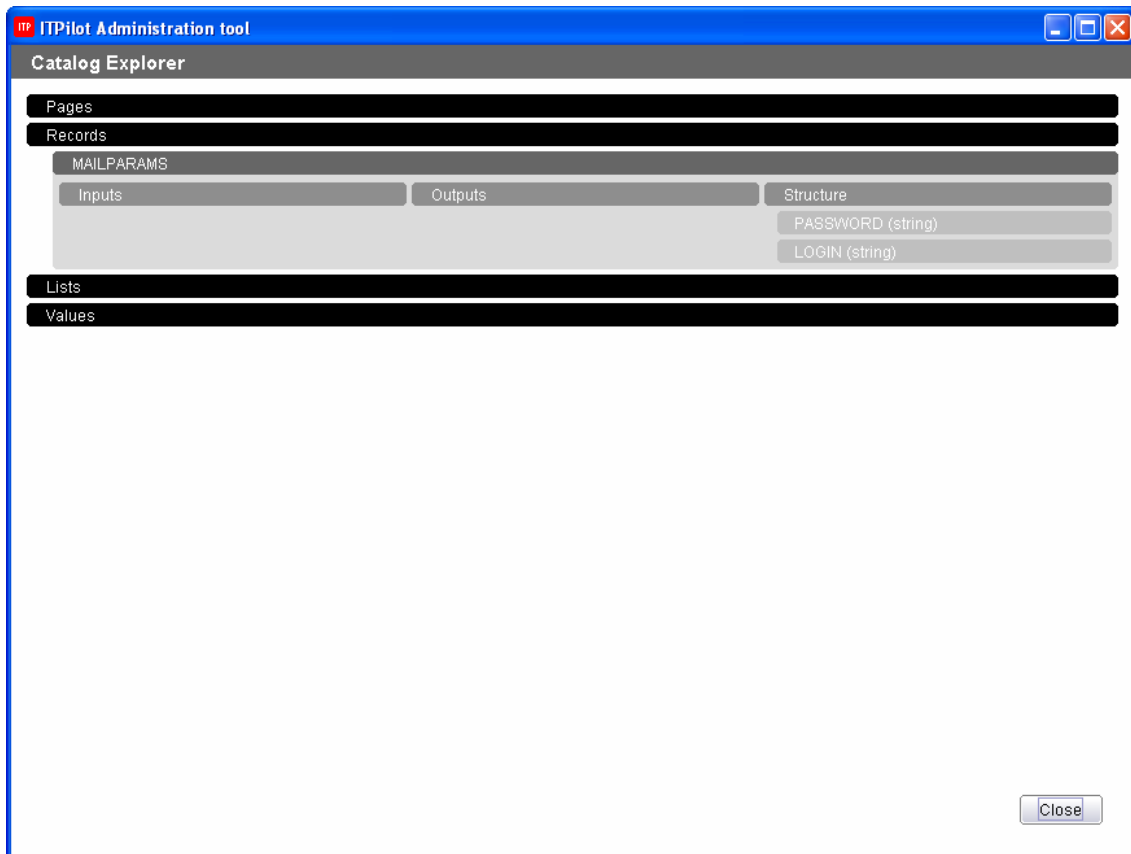 ITP ITPilot Administration tool
Catalog Explorer
Pages
Records
MAILPARAMS
Inputs Outputs Structure
PASSWORD (string)
LOGIN (string)
Lists
Values
Close